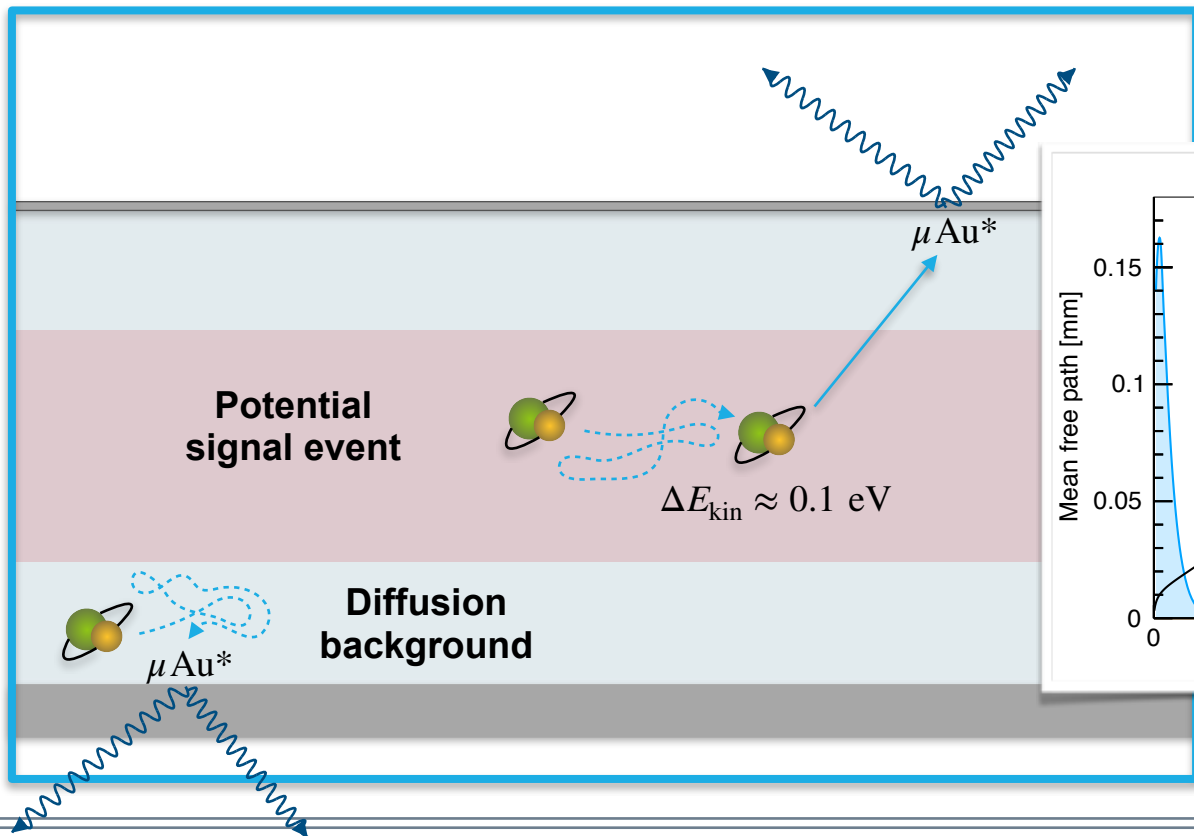 μAu*
Potential
signal event
ΔE_kin ≈ 0.1 eV
Diffusion
background
μAu*
Mean free path [mm]
0.15
0.1
0.05
0
0